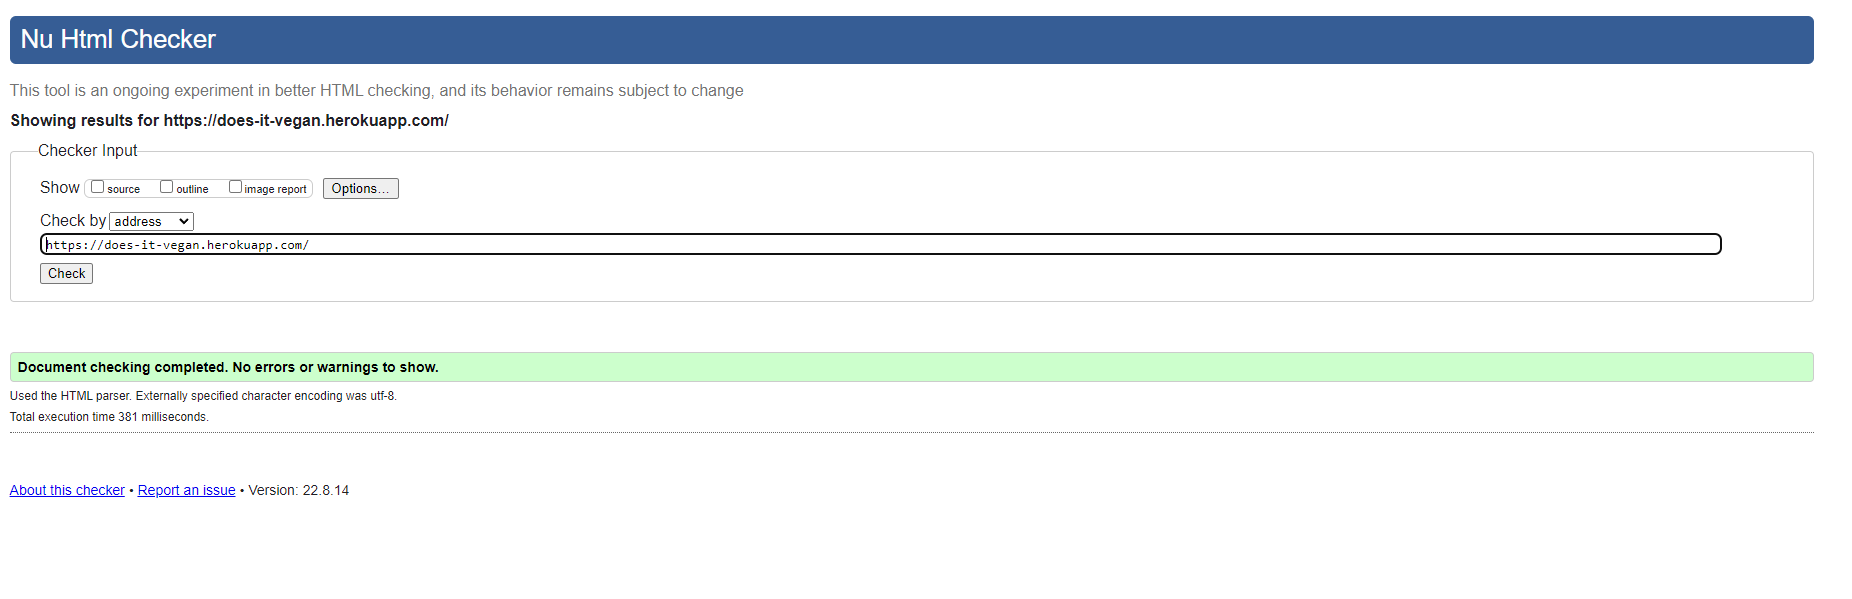 Nu Html Checker
This tool is an ongoing experiment in better HTML checking, and its behavior remains subject to change
Showing results for https://does-it-vegan.herokuapp.com/
Checker Input
Show source outline image report Options...
Check by address
https://does-it-vegan.herokuapp.com/
Check
Document checking completed. No errors or warnings to show.
Used the HTML parser. Externally specified character encoding was utf-8.
Total execution time 381 milliseconds.
About this checker • Report an issue • Version: 22.8.14